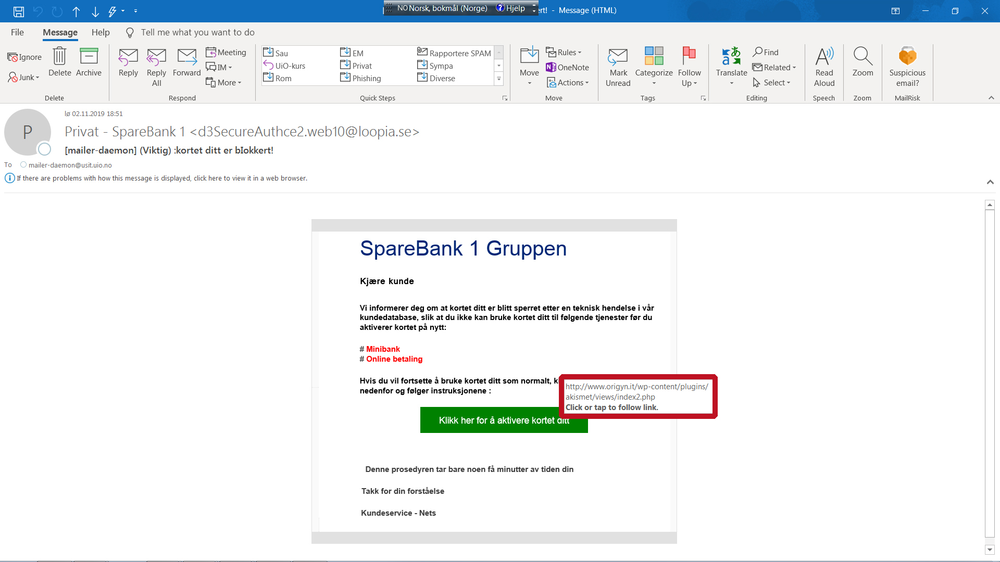 NO Norsk, bokmål (Norge) Hjelp
ert! - Message (HTML)
File Message Help Tell me what you want to do
Ignore
Junk
Delete
Archive
Delete
Reply
Reply All
Forward
Meeting
IM
More
Respond
Sau
UiO-kurs
Rom
EM
Privat
Phishing
Rapportere SPAM
Sympa
Diverse
Quick Steps
Move
Rules
OneNote
Actions
Move
Mark Unread
Categorize
Follow Up
Tags
Translate
Find
Related
Select
Editing
Read Aloud
Speech
Zoom
Zoom
Suspicious email?
MailRisk
P
lø 02.11.2019 18:51
Privat - SpareBank 1 <d3SecureAuthce2.web10@loopia.se>
[mailer-daemon] (Viktig) :kortet ditt er bIokkert!
To mailer-daemon@usit.uio.no
If there are problems with how this message is displayed, click here to view it in a web browser.
SpareBank 1 Gruppen
Kjære kunde
Vi informerer deg om at kortet ditt er blitt sperret etter en teknisk hendelse i vår
kundedatabase, slik at du ikke kan bruke kortet ditt til følgende tjenester før du
aktiverer kortet på nytt:
# Minibank
# Online betaling
Hvis du vil fortsette å bruke kortet ditt som normalt, k
nedenfor og følger instruksjonene :
http://www.origyn.it/wp-content/plugins/
akismet/views/index2.php
Click or tap to follow link.
Klikk her for å aktivere kortet ditt
Denne prosedyren tar bare noen få minutter av tiden din
Takk for din forståelse
Kundeservice - Nets